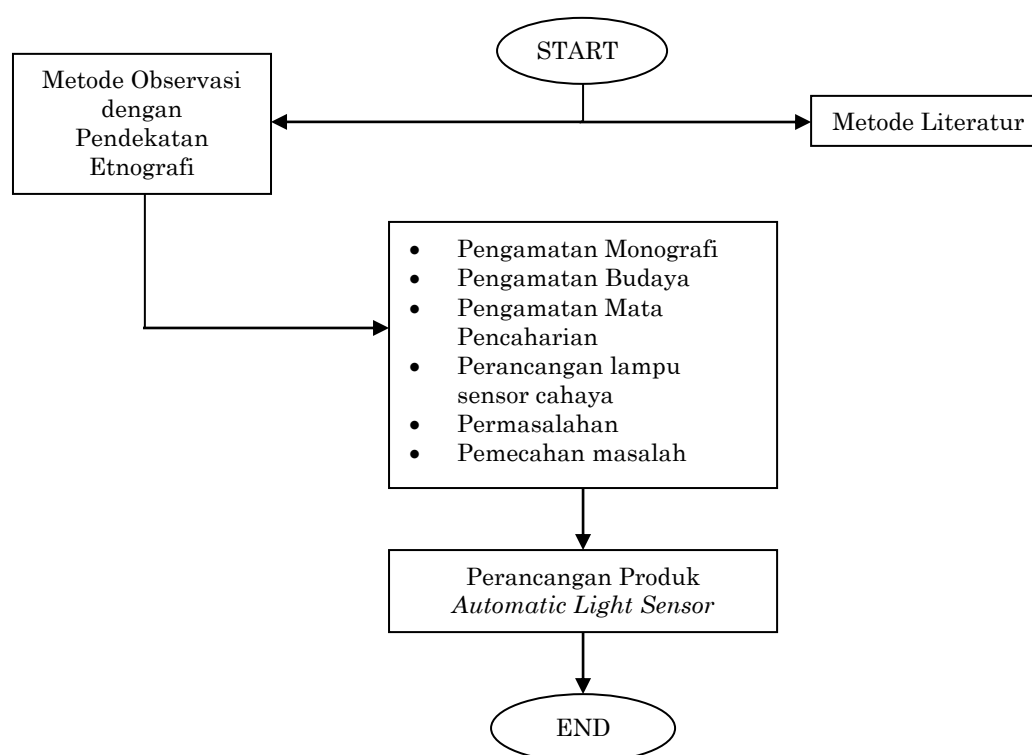 START
Metode Observasi
dengan
Pendekatan
Etnografi
Metode Literatur
• Pengamatan Monografi
• Pengamatan Budaya
• Pengamatan Mata
Pencaharian
• Perancangan lampu
sensor cahaya
• Permasalahan
• Pemecahan masalah
Perancangan Produk
Automatic Light Sensor
END